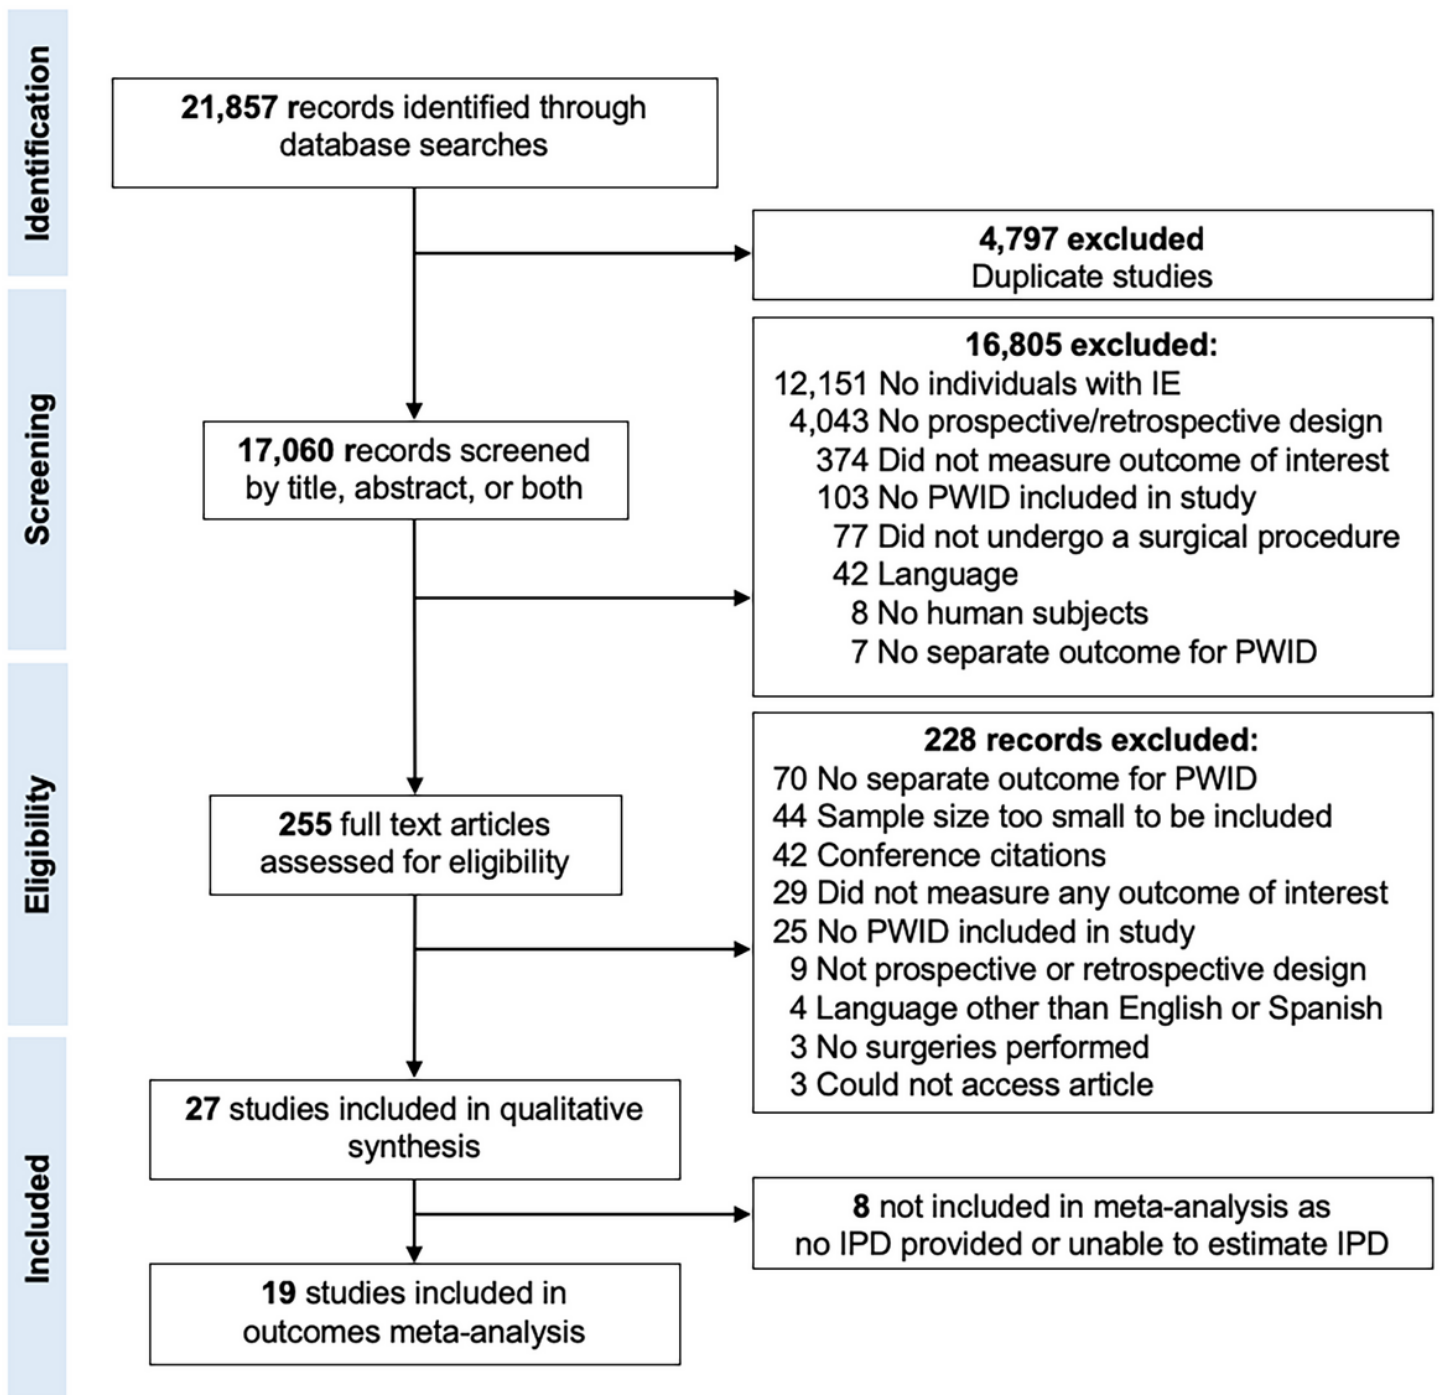 Identification
21,857 records identified through
database searches
4,797 excluded
Duplicate studies
Screening
17,060 records screened
by title, abstract, or both
16,805 excluded:
12,151 No individuals with IE
4,043 No prospective/retrospective design
374 Did not measure outcome of interest
103 No PWID included in study
77 Did not undergo a surgical procedure
42 Language
8 No human subjects
7 No separate outcome for PWID
Eligibility
255 full text articles
assessed for eligibility
228 records excluded:
70 No separate outcome for PWID
44 Sample size too small to be included
42 Conference citations
29 Did not measure any outcome of interest
25 No PWID included in study
9 Not prospective or retrospective design
4 Language other than English or Spanish
3 No surgeries performed
3 Could not access article
Included
27 studies included in qualitative
synthesis
8 not included in meta-analysis as
no IPD provided or unable to estimate IPD
19 studies included in
outcomes meta-analysis